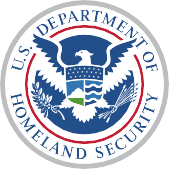 U.S. DEPARTMENT OF
HOMELAND SECURITY